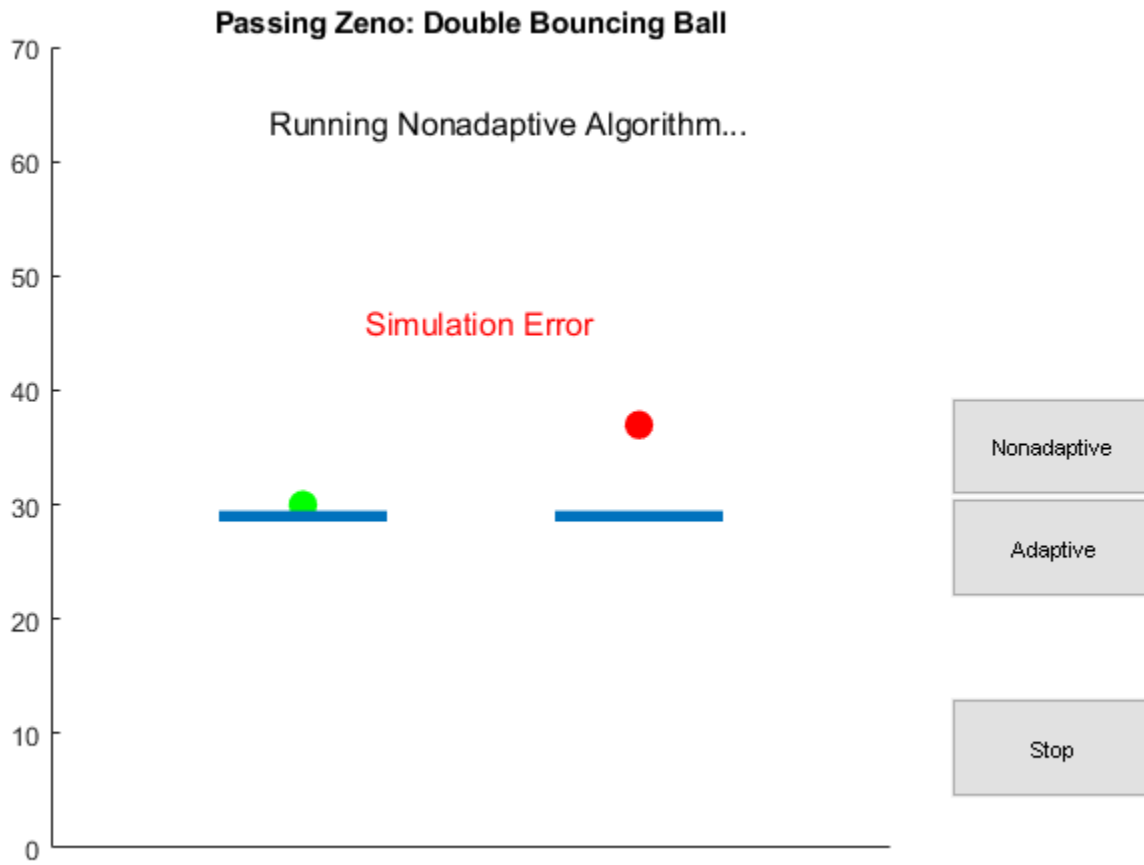 Passing Zeno: Double Bouncing Ball
70
Running Nonadaptive Algorithm...
60
50
Simulation Error
40
Nonadaptive
30
Adaptive
20
10
Stop
0